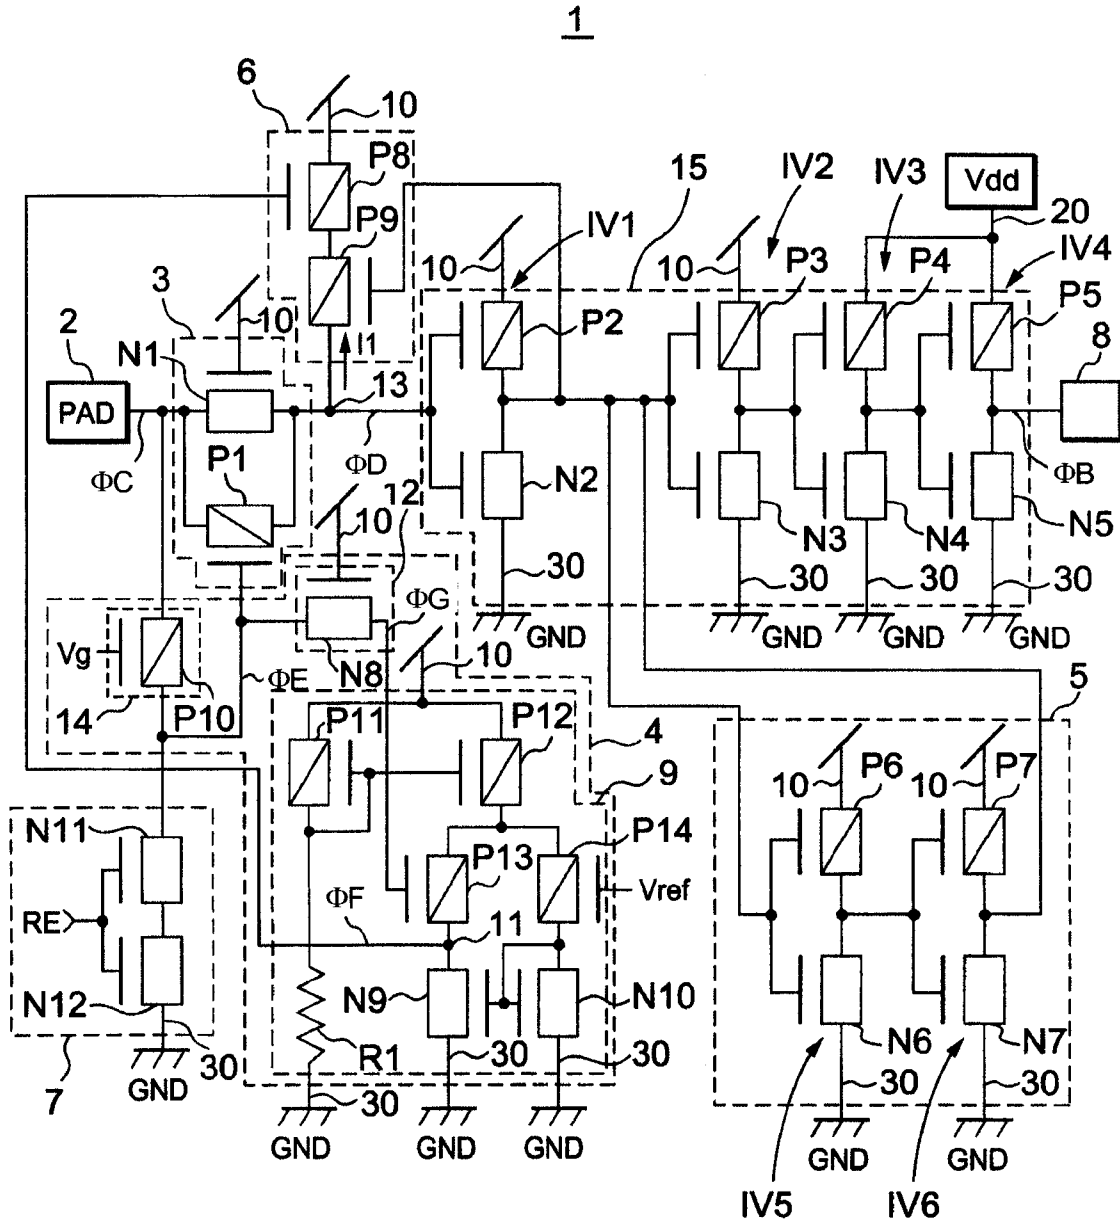 1
6
10
P8
P9
15
IV2
IV3
Vdd
20
IV1
IV4
3
10
10
10
P3
P4
P5
2
N1
I1
P2
8
PAD
13
ΦC
P1
ΦD
N2
12
ΦB
10
N3
N4
N5
30
30
30
30
ΦG
GND
GND
GND
GND
Vg
N8
10
ΦE
14
P10
P11
P12
4
5
9
10
P6
10
P7
N11
P13
P14
Vref
RE
ΦF
11
N12
N9
N10
R1
30
30
N6
N7
7
30
GND
30
30
30
GND
GND
GND
GND
GND
IV5
IV6